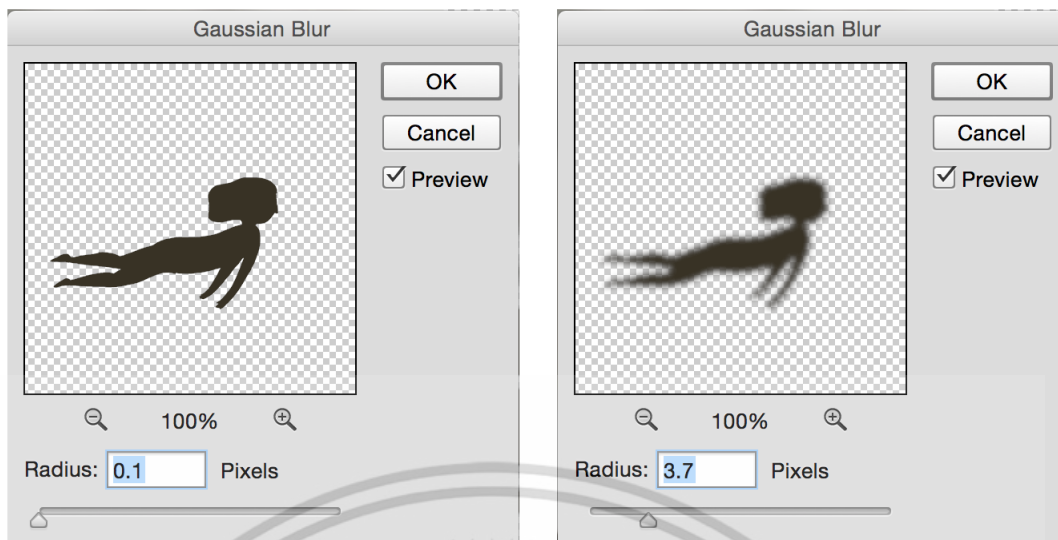 Gaussian Blur
OK
Cancel
Preview
100%
Radius: 0.1 Pixels
Gaussian Blur
OK
Cancel
Preview
100%
Radius: 3.7 Pixels